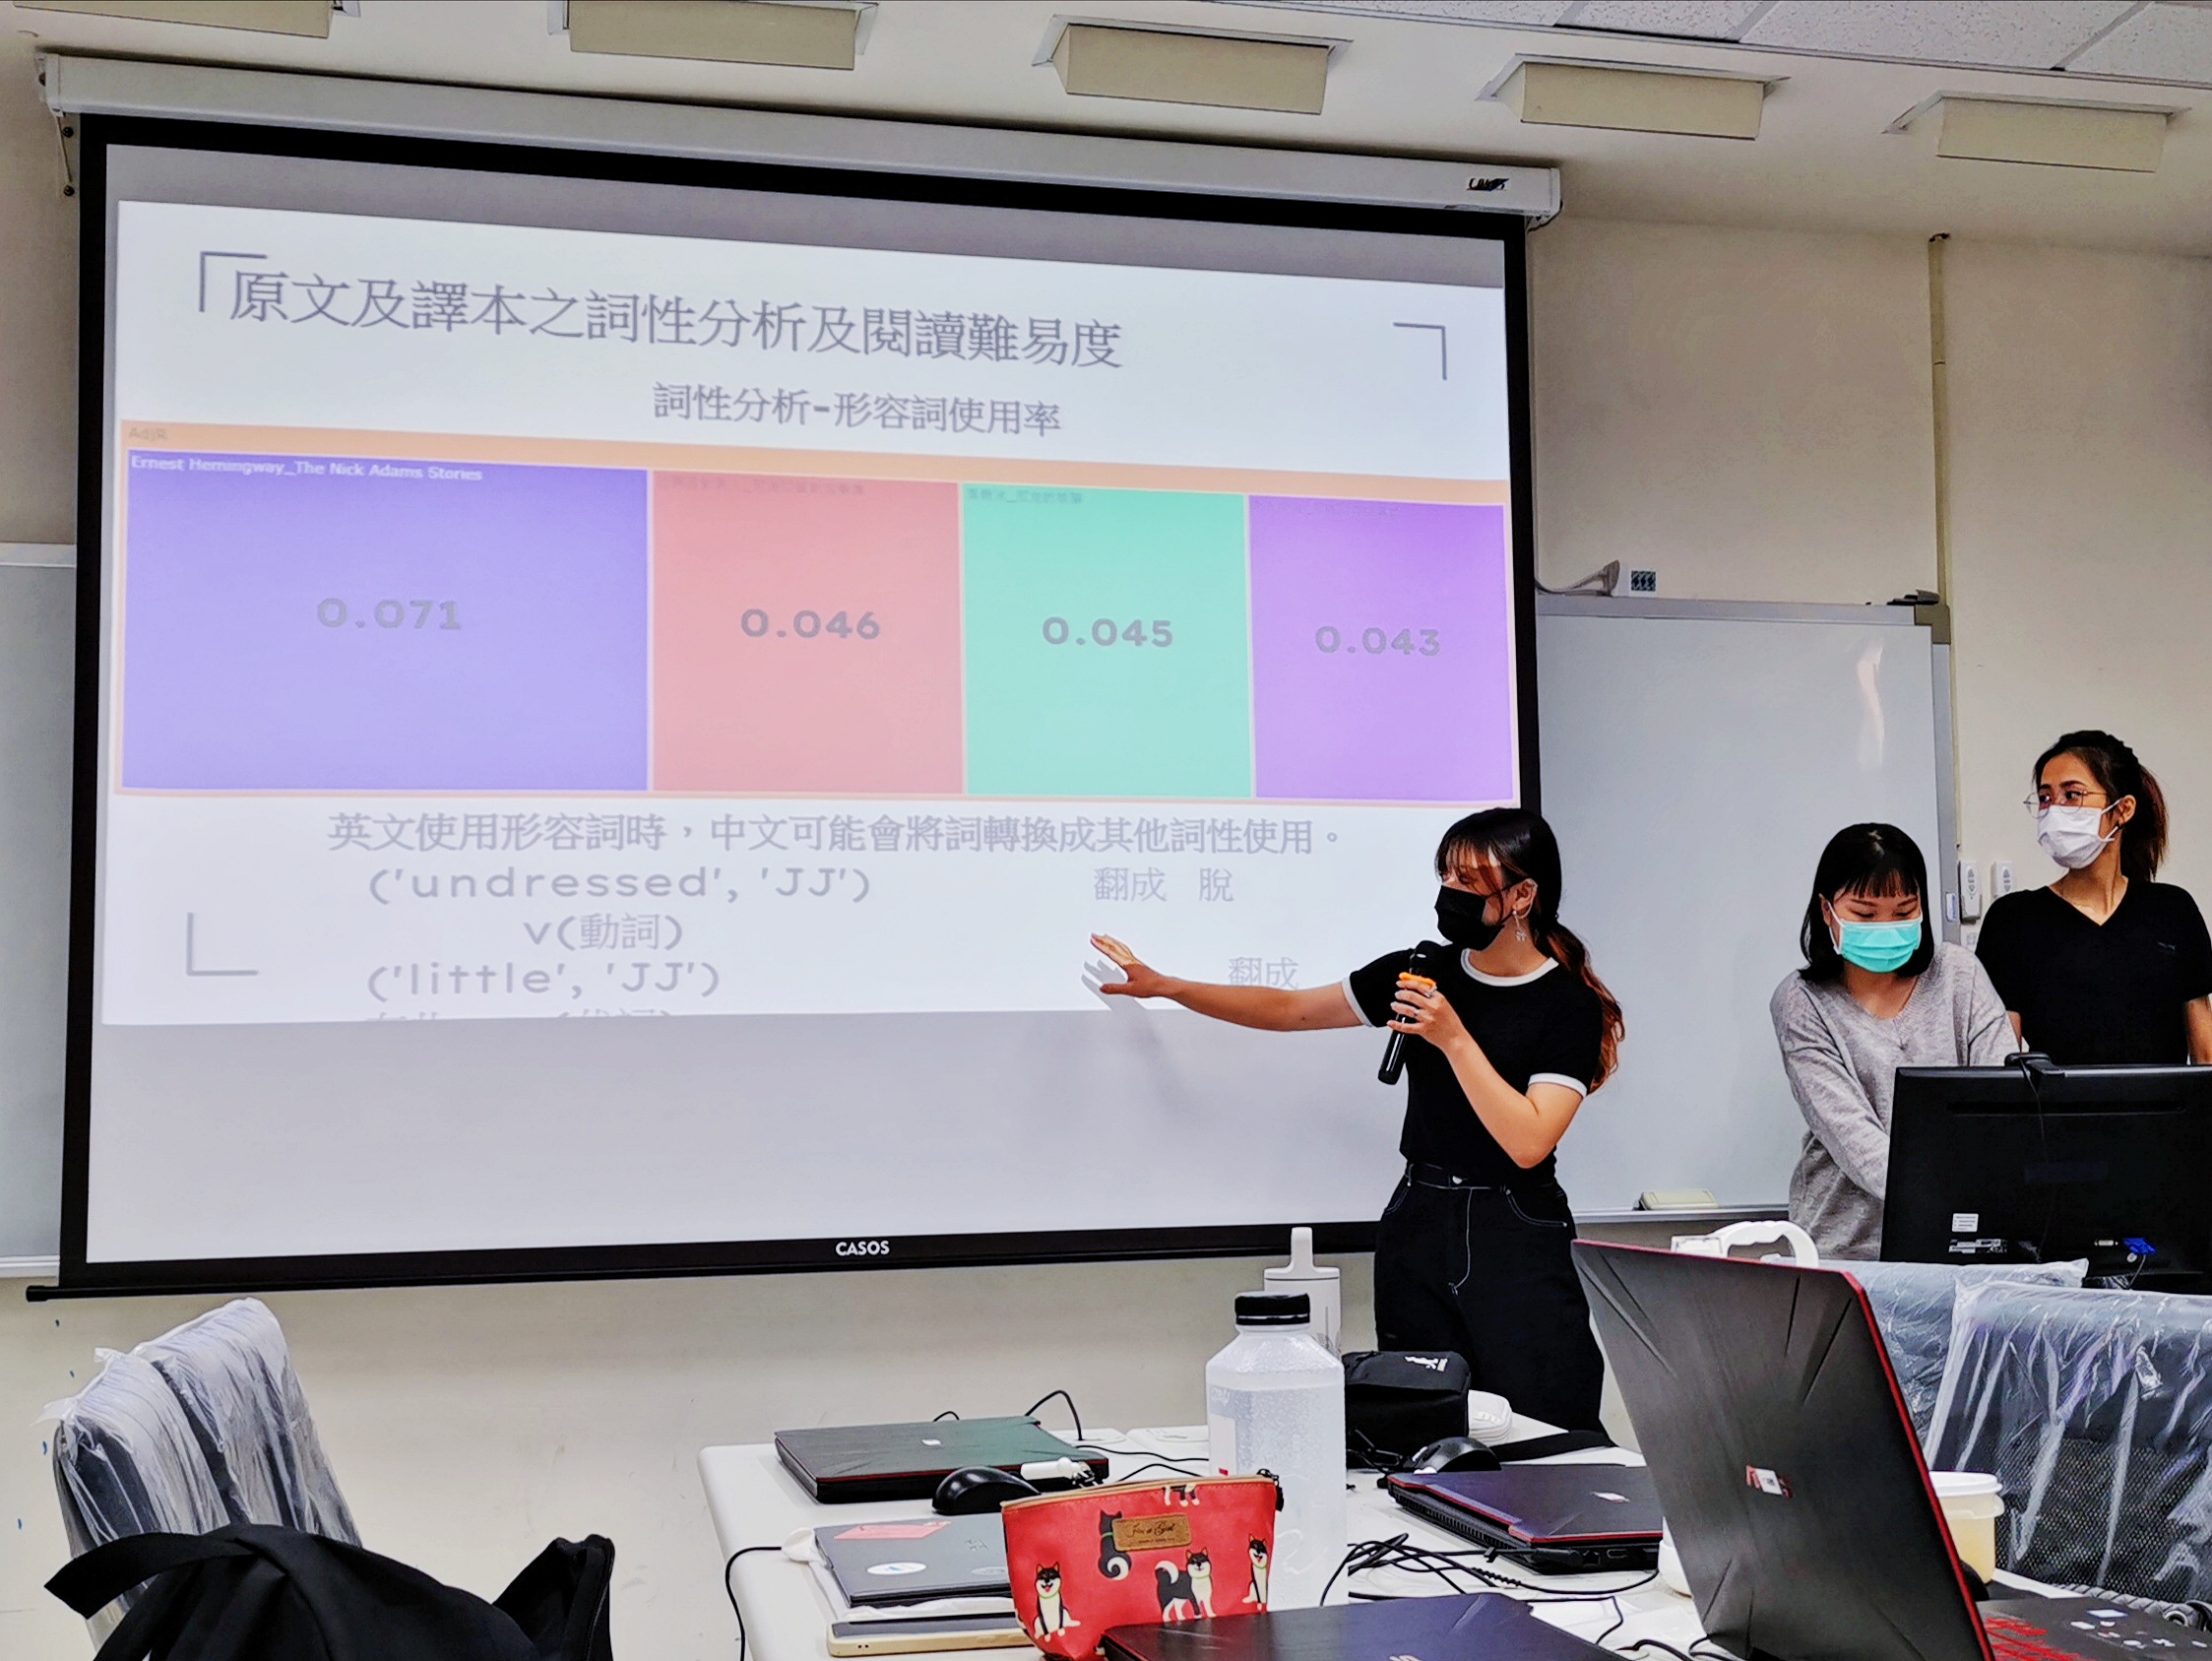 原文及譯本之詞性分析及閱讀難易度
詞性分析-形容詞使用率
AdjR
Ernest Hemingway_The Nick Adams Stories
0.071
0.046
0.045
0.043
英文使用形容詞時，中文可能會將詞轉換成其他詞性使用。
('undressed', 'JJ') 翻成 脫
v(動詞)
('little', 'JJ') 翻成
CASOS